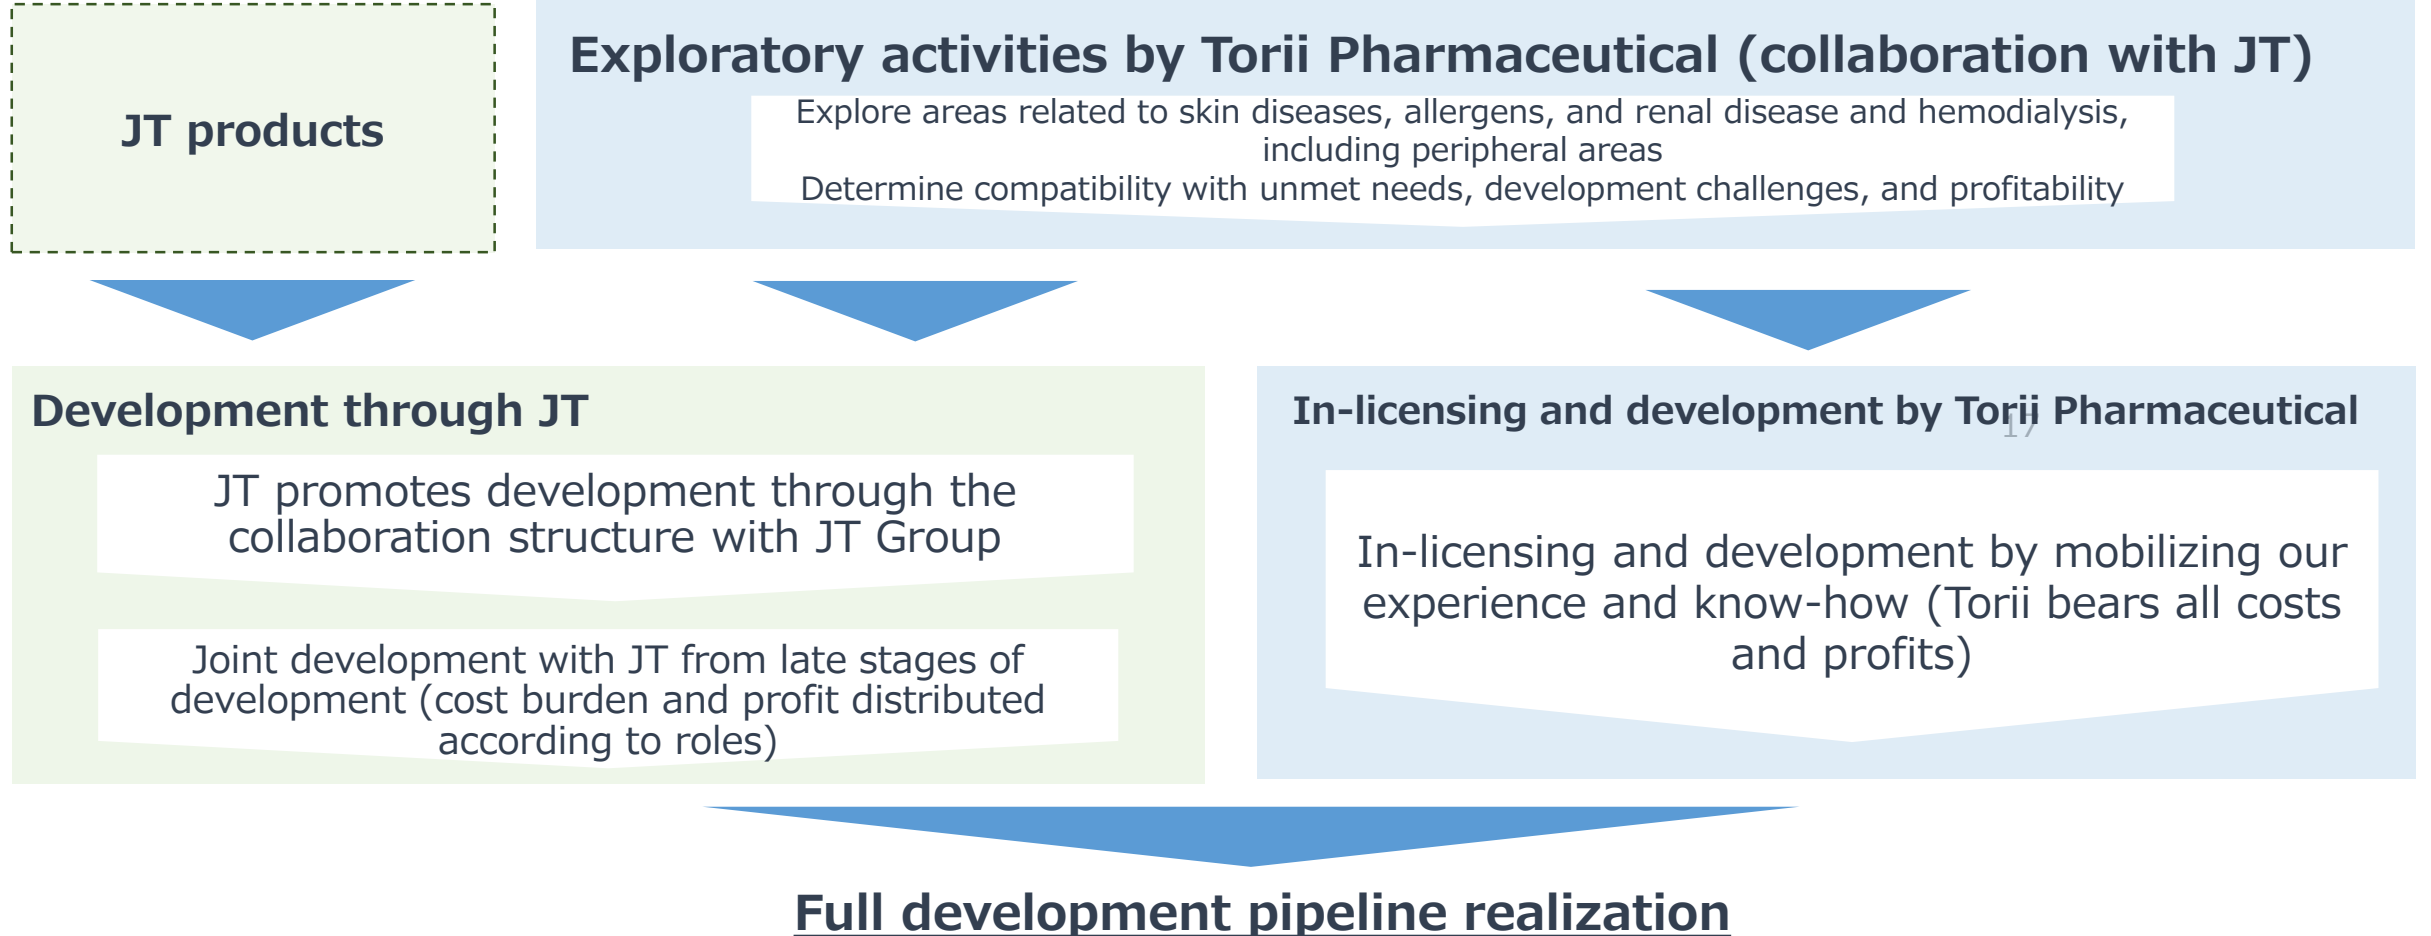 JT products
Exploratory activities by Torii Pharmaceutical (collaboration with JT)
Explore areas related to skin diseases, allergens, and renal disease and hemodialysis,
including peripheral areas
Determine compatibility with unmet needs, development challenges, and profitability
Development through JT
JT promotes development through the
collaboration structure with JT Group
Joint development with JT from late stages of
development (cost burden and profit distributed
according to roles)
In-licensing and development by Torii Pharmaceutical
17
In-licensing and development by mobilizing our
experience and know-how (Torii bears all costs
and profits)
Full development pipeline realization